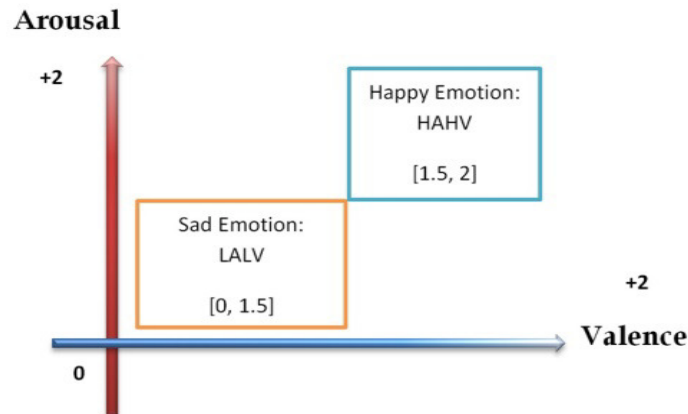 Arousal
+2
Happy Emotion:
HAHV
[1.5, 2]
Sad Emotion:
LALV
[0, 1.5]
+2
Valence
0